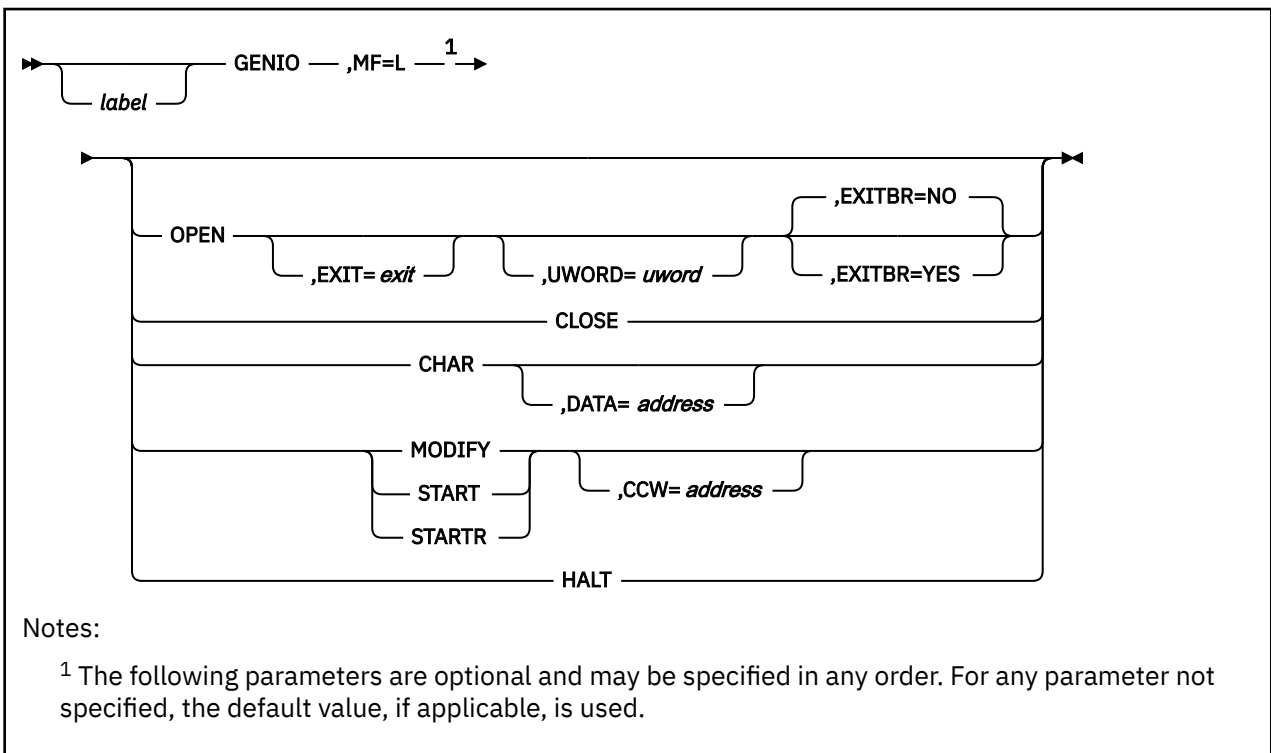 GENIO ,MF=L 1
label
,EXITBR=NO
OPEN
,EXIT= exit ,UWORD= uword ,EXITBR=YES
CLOSE
CHAR
,DATA= address
MODIFY
START ,CCW= address
STARTR
HALT
Notes:
1 The following parameters are optional and may be specified in any order. For any parameter not
specified, the default value, if applicable, is used.